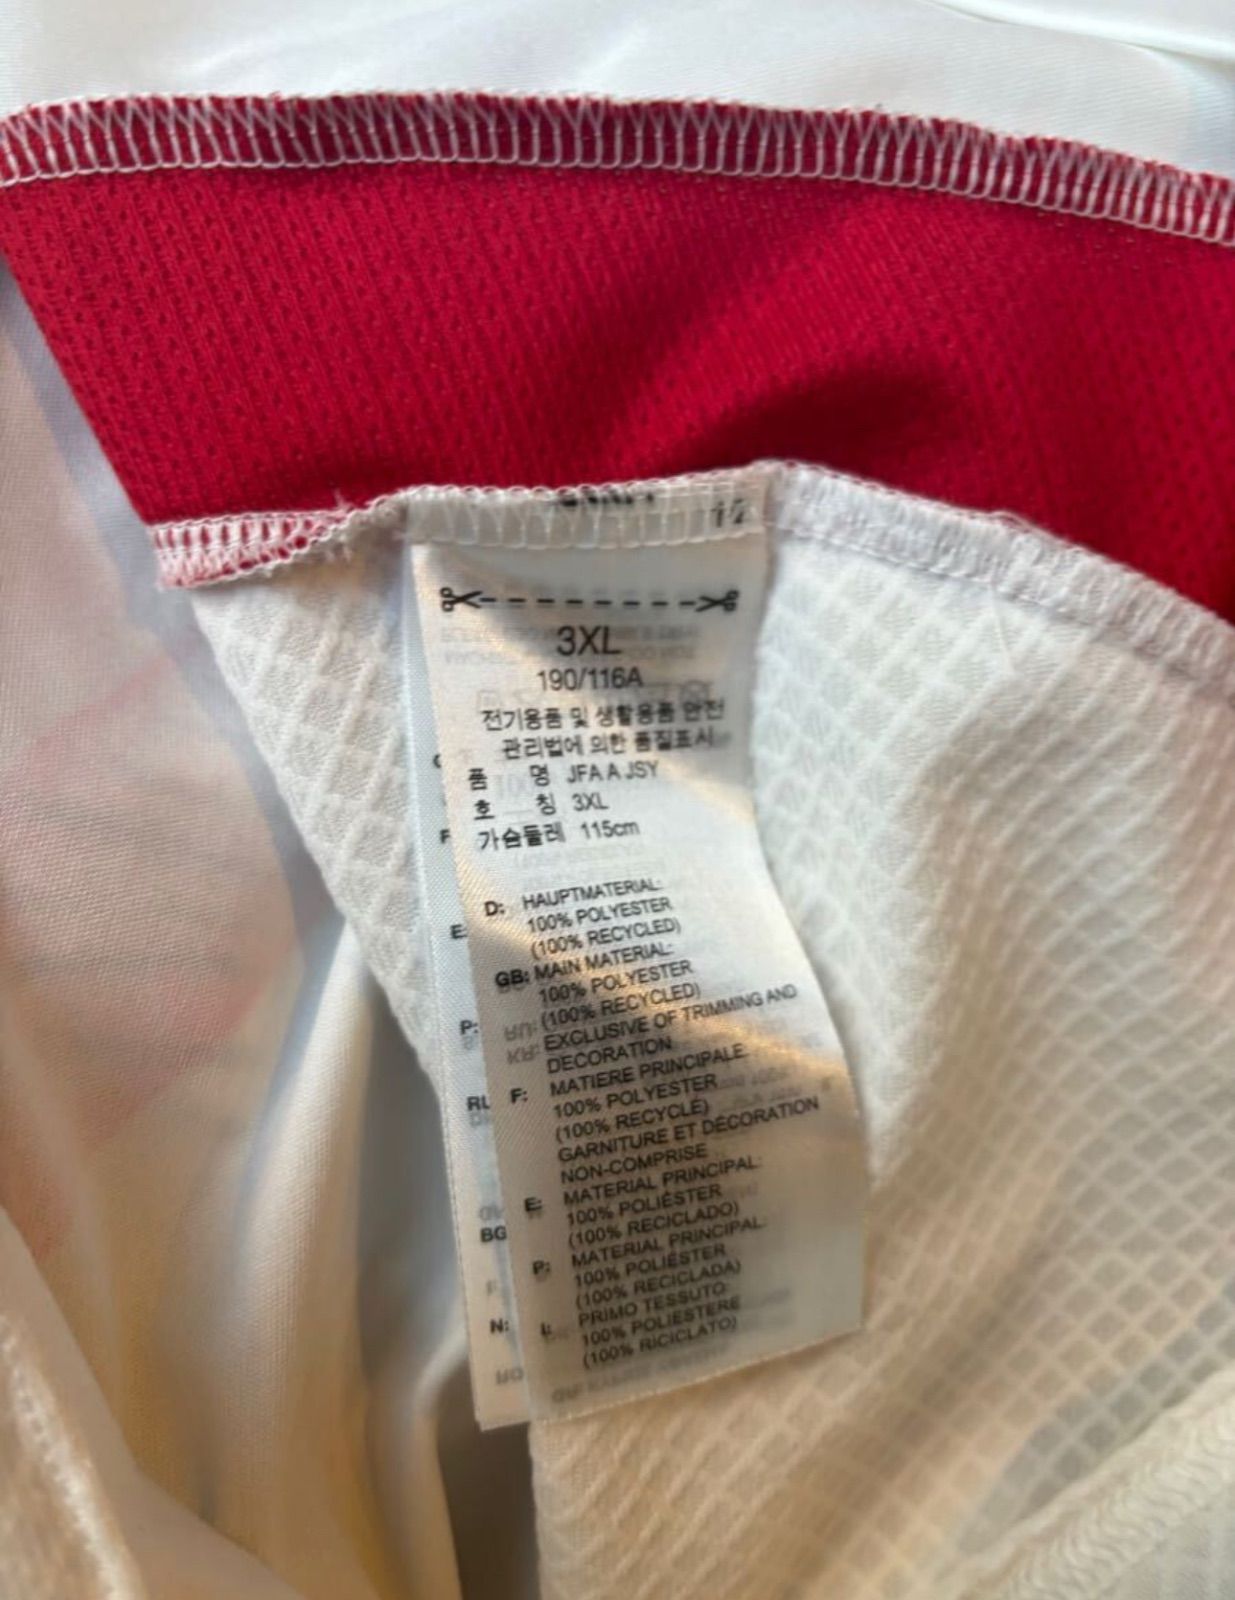 3XL
190/116A
전기용품 및 생활용품 안전
관리법에 의한 품질표시
품 명 JFA A JSY
호 칭 3XL
가슴둘레 115cm
D: HAUPTMATERIAL:
100% POLYESTER
(100% RECYCLED)
GB: MAIN MATERIAL:
100% POLYESTER
(100% RECYCLED)
EXCLUSIVE OF TRIMMING AND
DECORATION
F: MATIERE PRINCIPALE:
100% POLYESTER
(100% RECYCLÉ)
GARNITURE ET DÉCORATION
NON-COMPRISE
E: MATERIAL PRINCIPAL:
100% POLIÉSTER
(100% RECICLADO)
P: MATERIAL PRINCIPAL:
100% POLIÉSTER
(100% RECICLADA)
I: PRIMO TESSUTO:
100% POLIESTERE
(100% RICICLATO)
E:
P:
RU
BG
N: